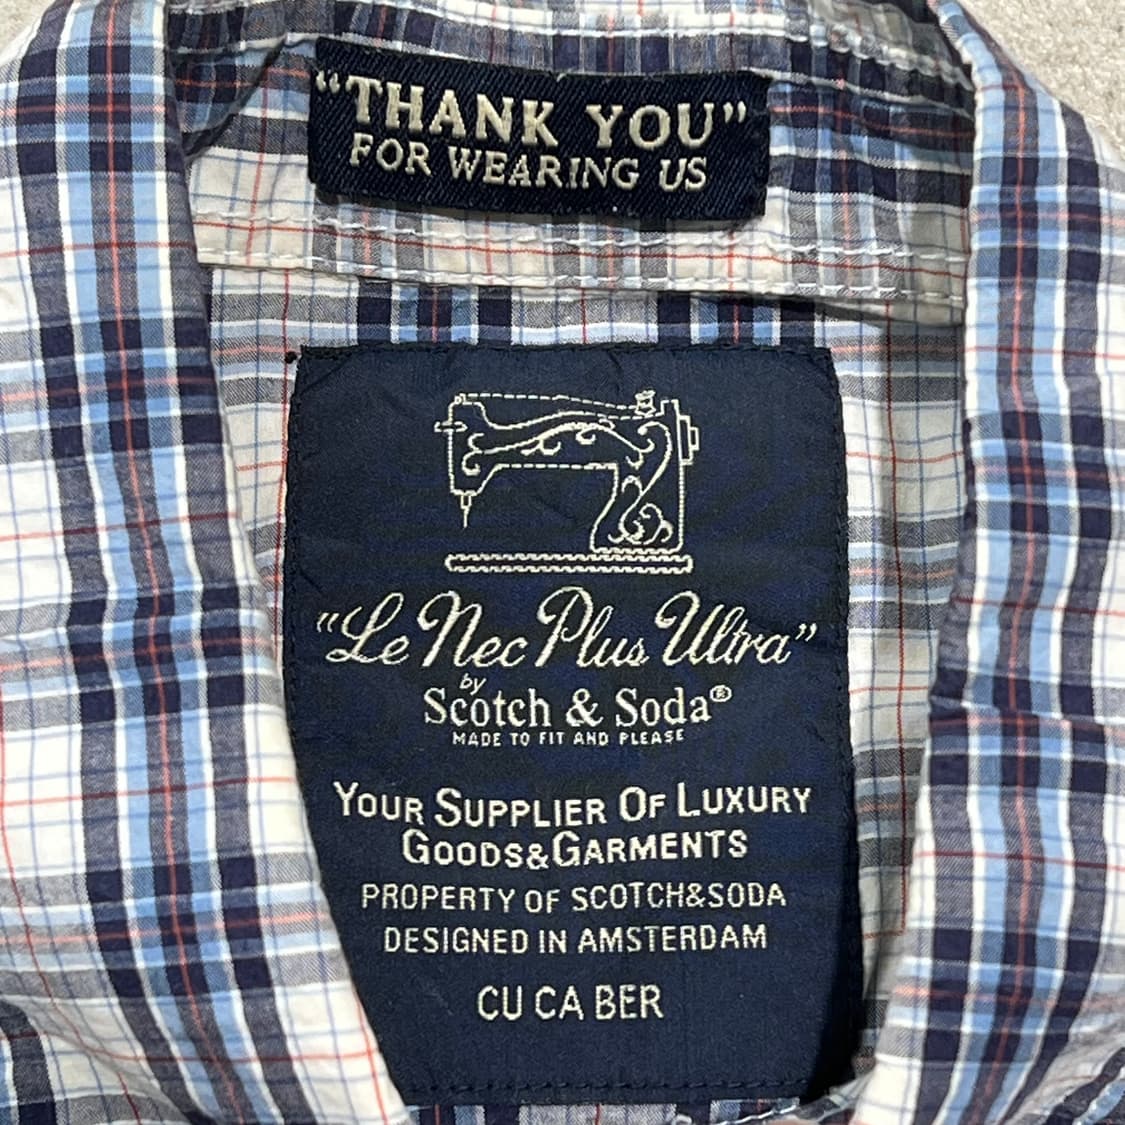 “THANK YOU”
FOR WEARING US
“Le Nec Plus Ultra”
by
Scotch & Soda®
MADE TO FIT AND PLEASE
YOUR SUPPLIER OF LUXURY
GOODS&GARMENTS
PROPERTY OF SCOTCH&SODA
DESIGNED IN AMSTERDAM
CU CA BER